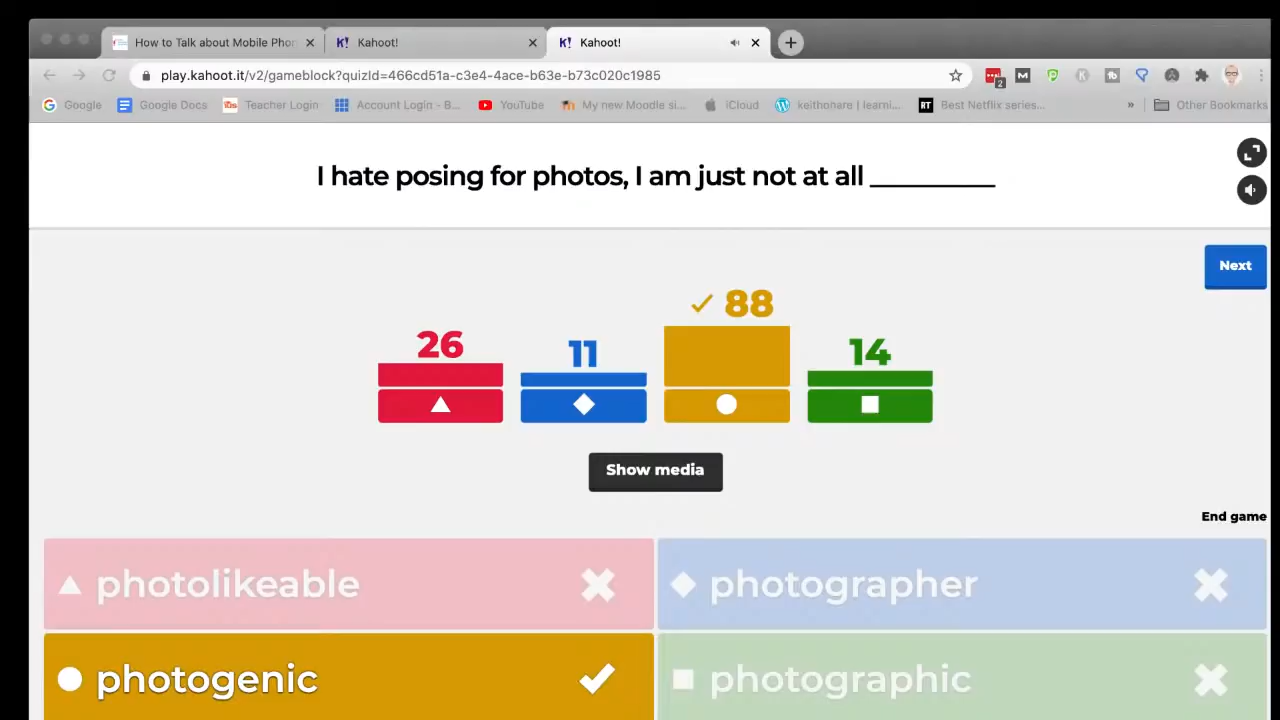 How to Talk about Mobile Phon
K! Kahoot!
K! Kahoot!
play.kahoot.it/v2/gameblock?quizId=466cd51a-c3e4-4ace-b63e-b73c020c1985
2
Google Google Docs Teacher Login Account Login - B... YouTube My new Moodle si... iCloud keithohare | learni... RT Best Netflix series... » Other Bookmarks
I hate posing for photos, I am just not at all __________
Next
26
11
88
14
Show media
End game
photolikeable
photographer
photogenic
photographic